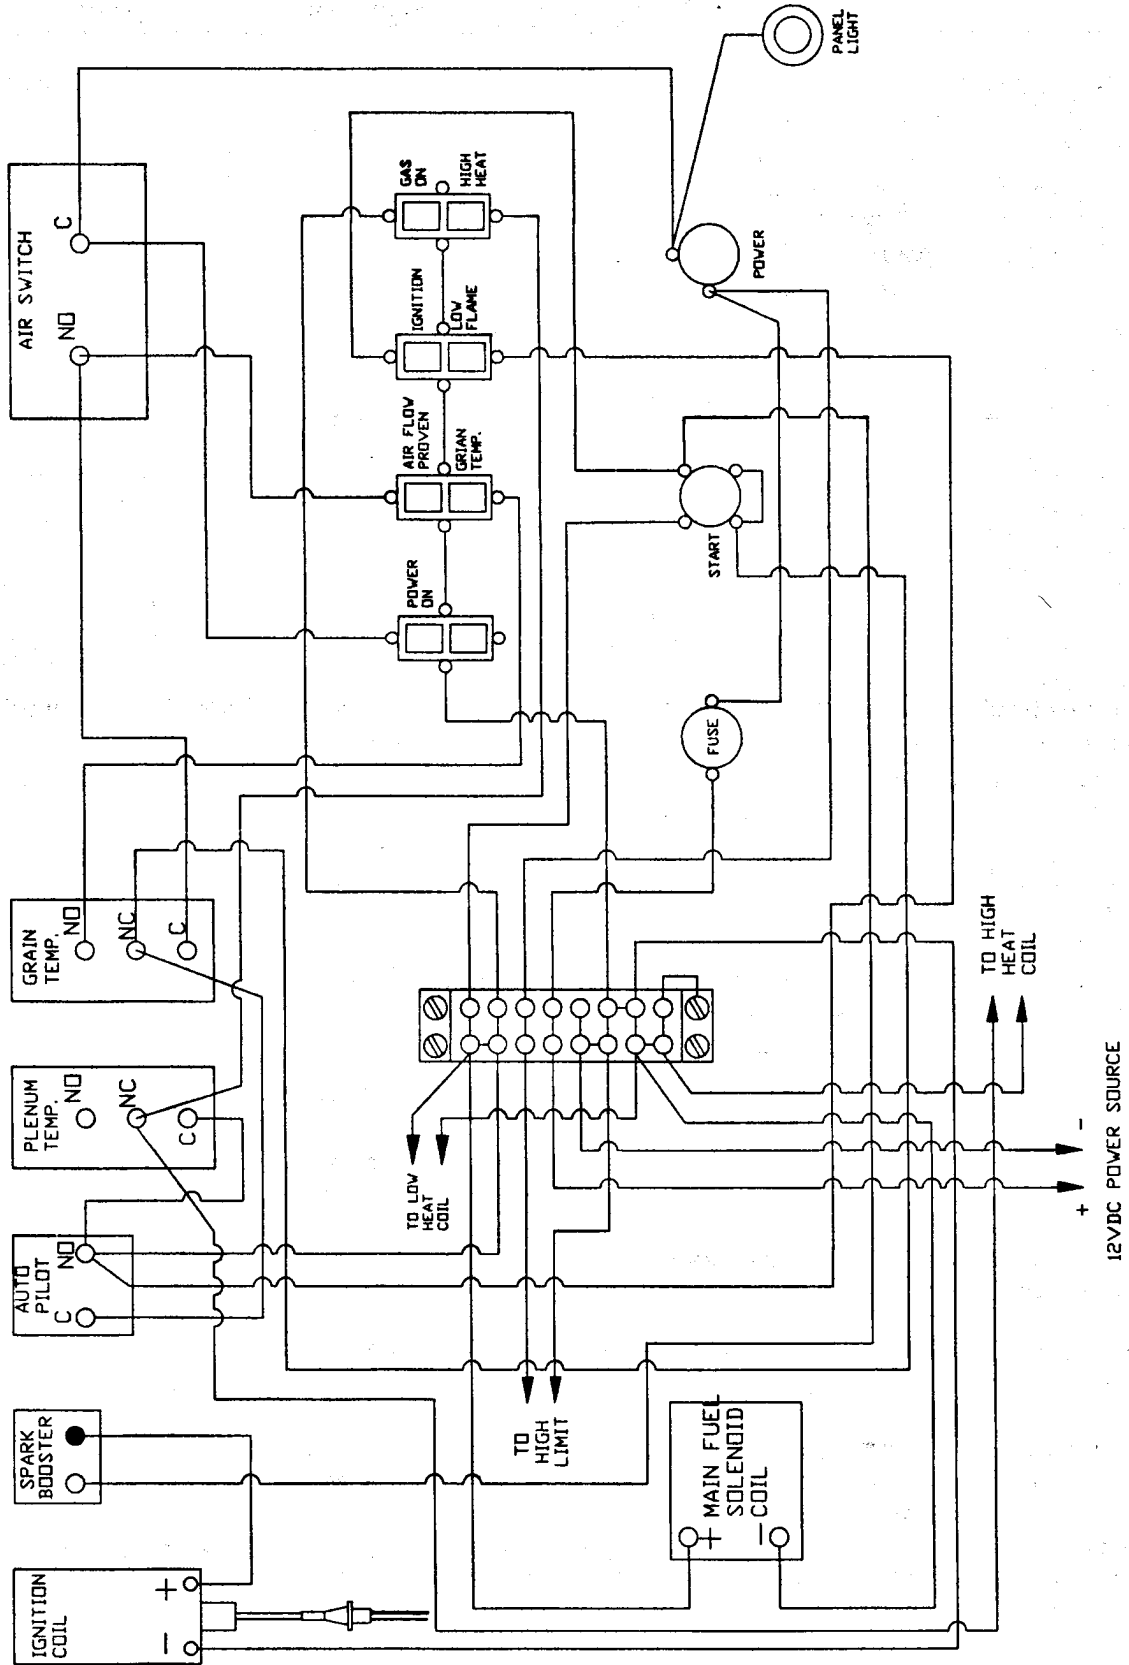 AIR SWITCH
NO
C
PANEL
LIGHT
GAS
ON
HIGH
HEAT
IGNITION
LOW
FLAME
AIR FLOW
PROVEN
GRIAN
TEMP.
POWER
ON
POWER
START
FUSE
GRAIN
TEMP.
NO
NC
C
PLENUM
TEMP.
NO
NC
C
AUTO
PILOT
NO
C
SPARK
BOOSTER
IGNITION
COIL
+
-
TO LOW
HEAT
COIL
TO
HIGH
LIMIT
TO HIGH
HEAT
COIL
MAIN FUEL
SOLENOID
COIL
+
-
+ -
12VDC POWER SOURCE